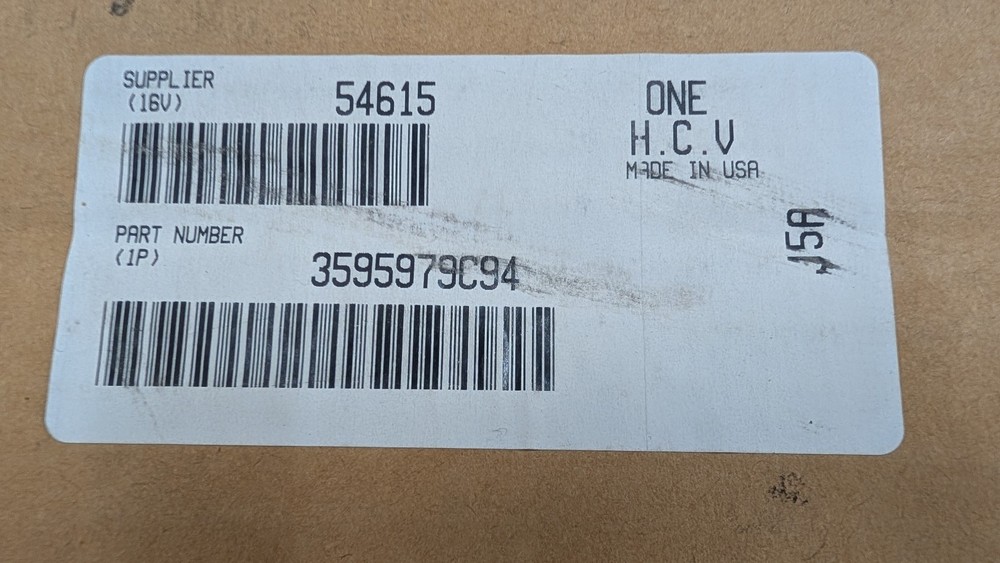 SUPPLIER
(16V)
54615
ONE
H.C.V
MADE IN USA
PART NUMBER
(1P)
3595979C94
J5A